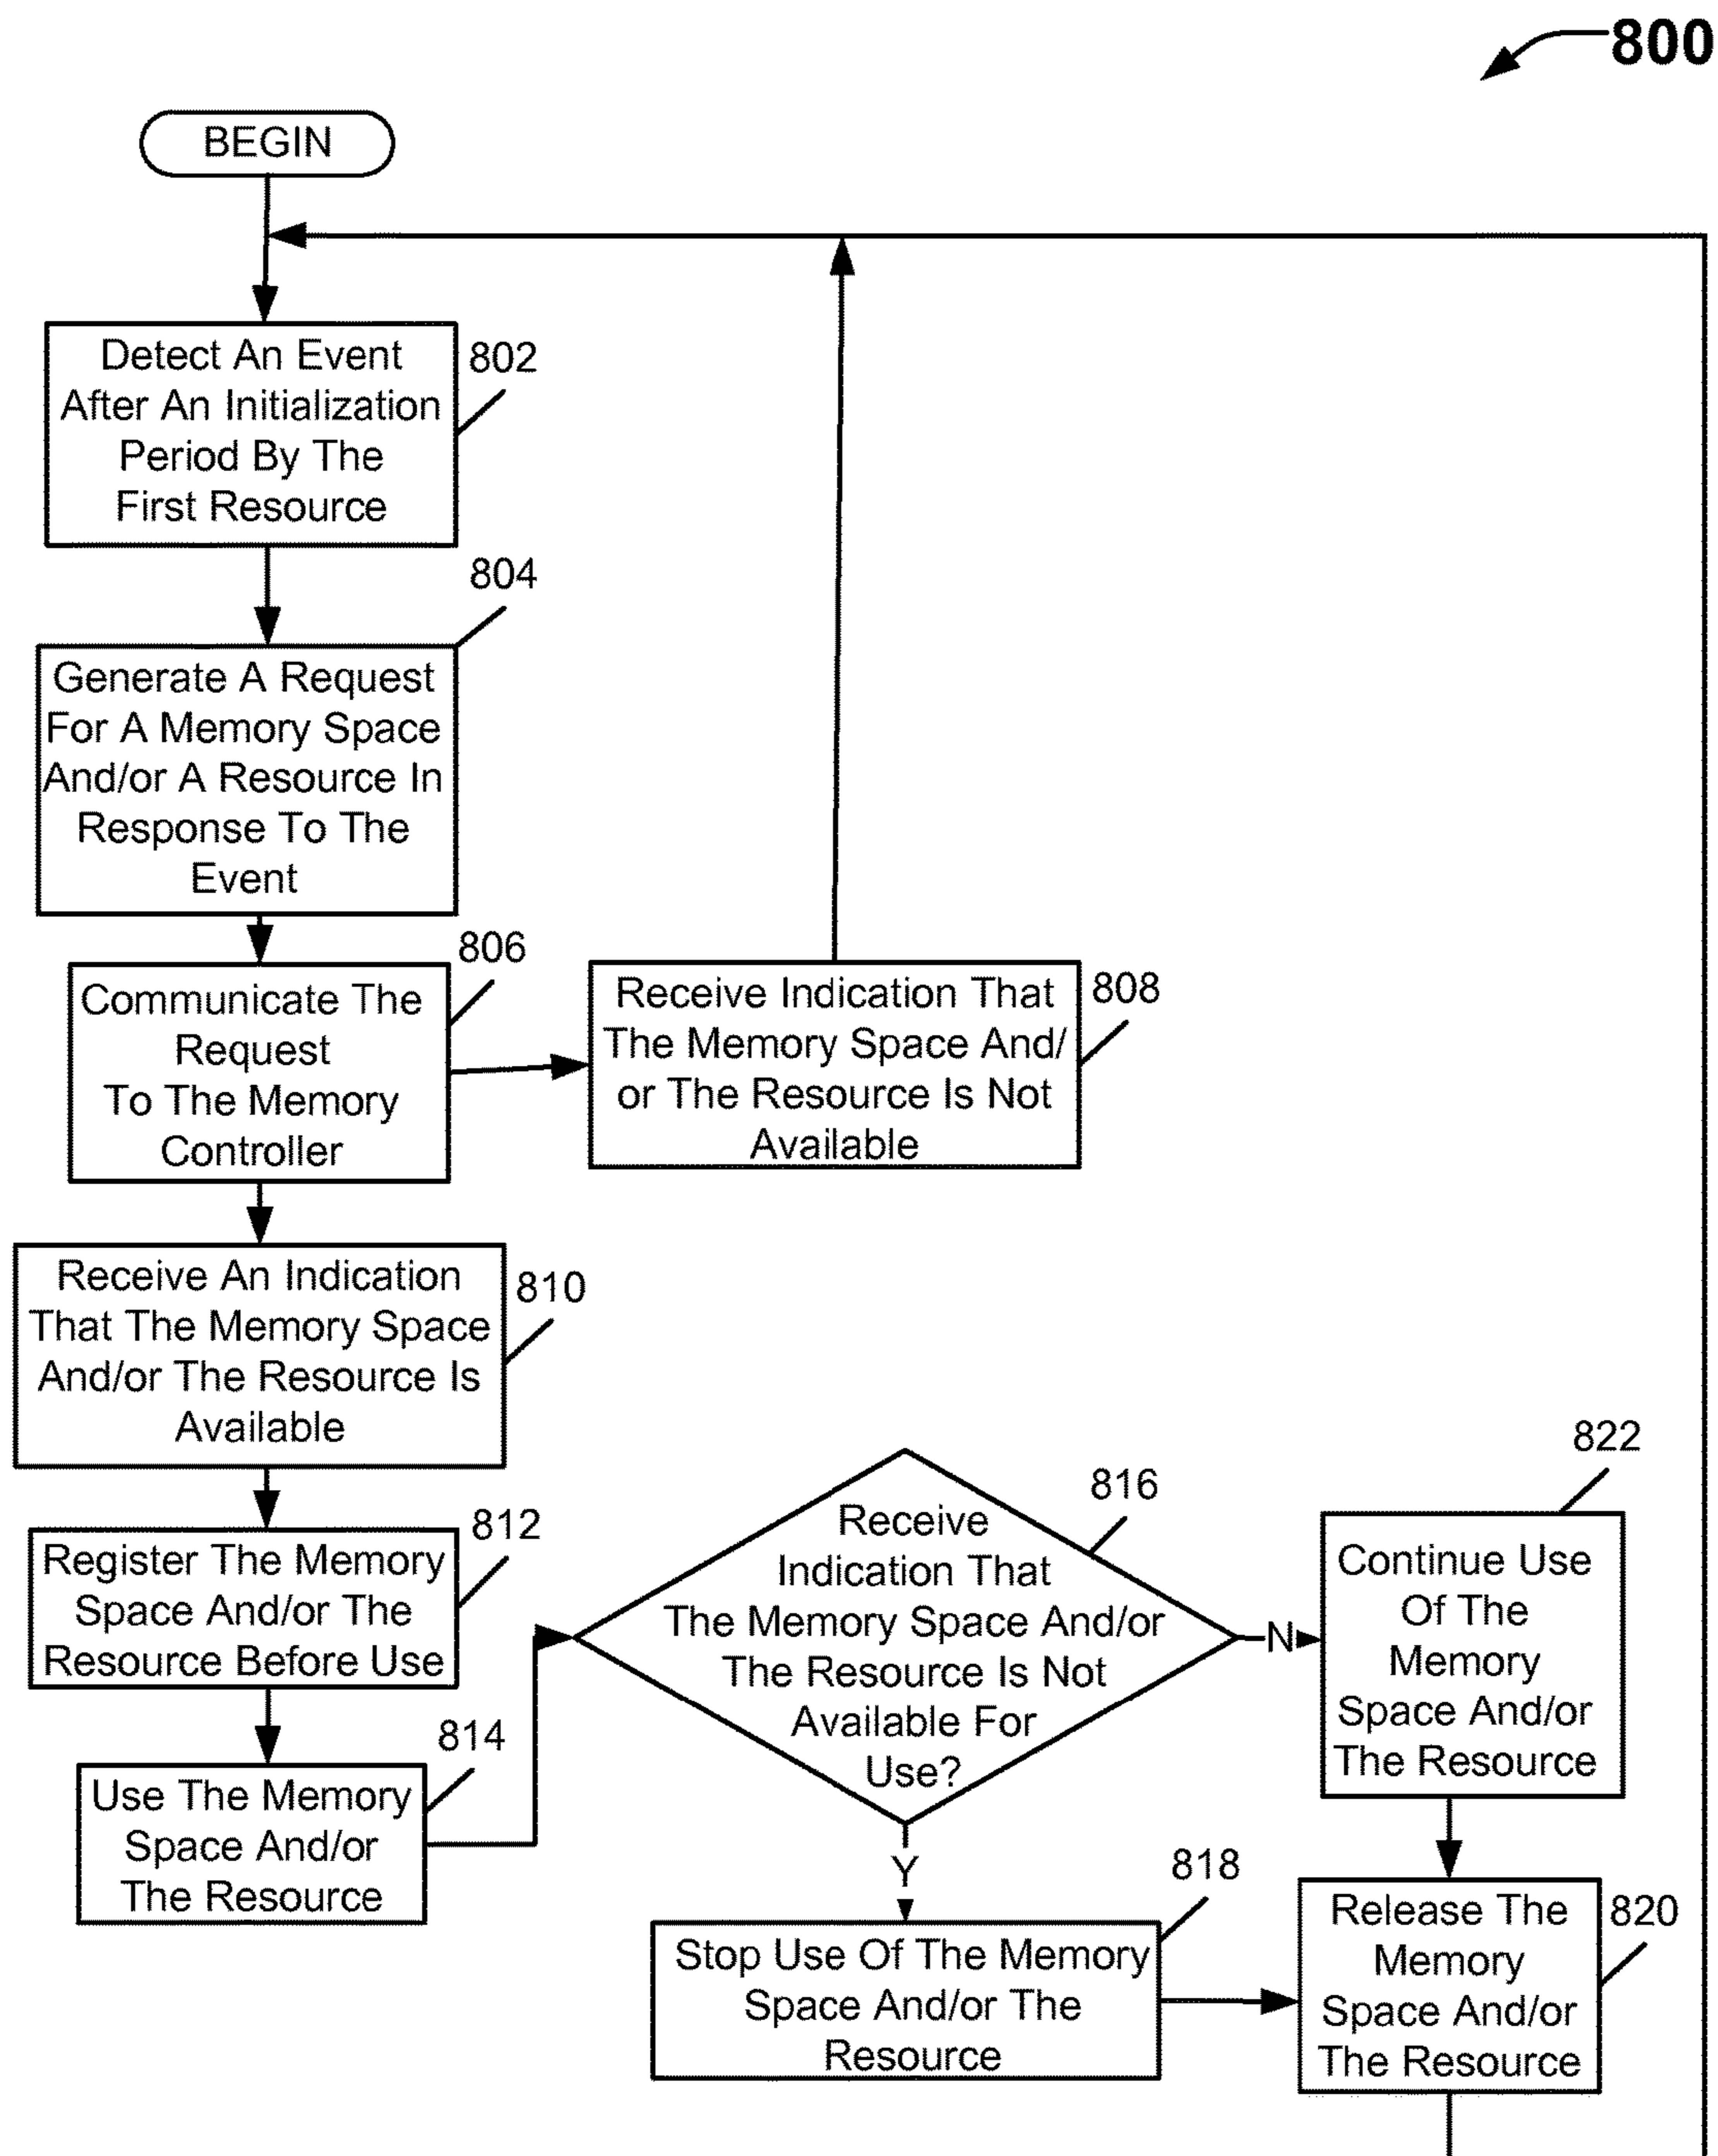 800
BEGIN
Detect An Event
After An Initialization
Period By The
First Resource
802
804
Generate A Request
For A Memory Space
And/or A Resource In
Response To The
Event
806
Communicate The
Request
To The Memory
Controller
Receive Indication That
The Memory Space And/
or The Resource Is Not
Available
808
Receive An Indication
That The Memory Space
And/or The Resource Is
Available
810
Register The Memory
Space And/or The
Resource Before Use
812
Use The Memory
Space And/or
The Resource
814
Receive
Indication That
The Memory Space And/or
The Resource Is Not
Available For
Use?
816
N
Y
822
Continue Use
Of The
Memory
Space And/or
The Resource
818
Stop Use Of The Memory
Space And/or The
Resource
Release The
Memory
Space And/or
The Resource
820